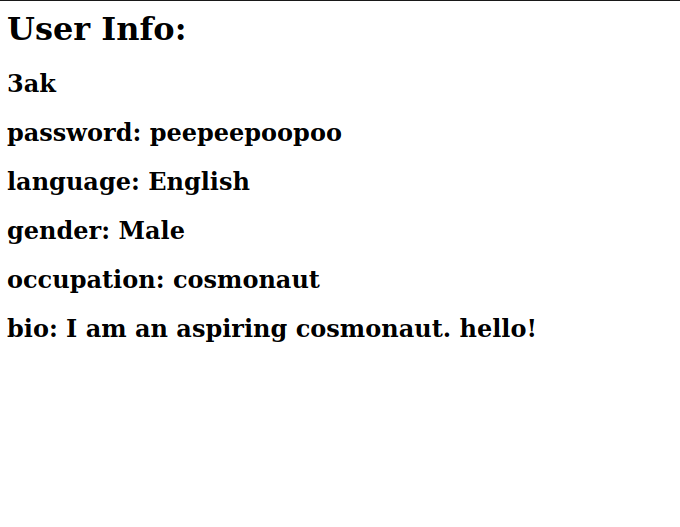 User Info:
3ak
password: peepeepoopoo
language: English
gender: Male
occupation: cosmonaut
bio: I am an aspiring cosmonaut. hello!